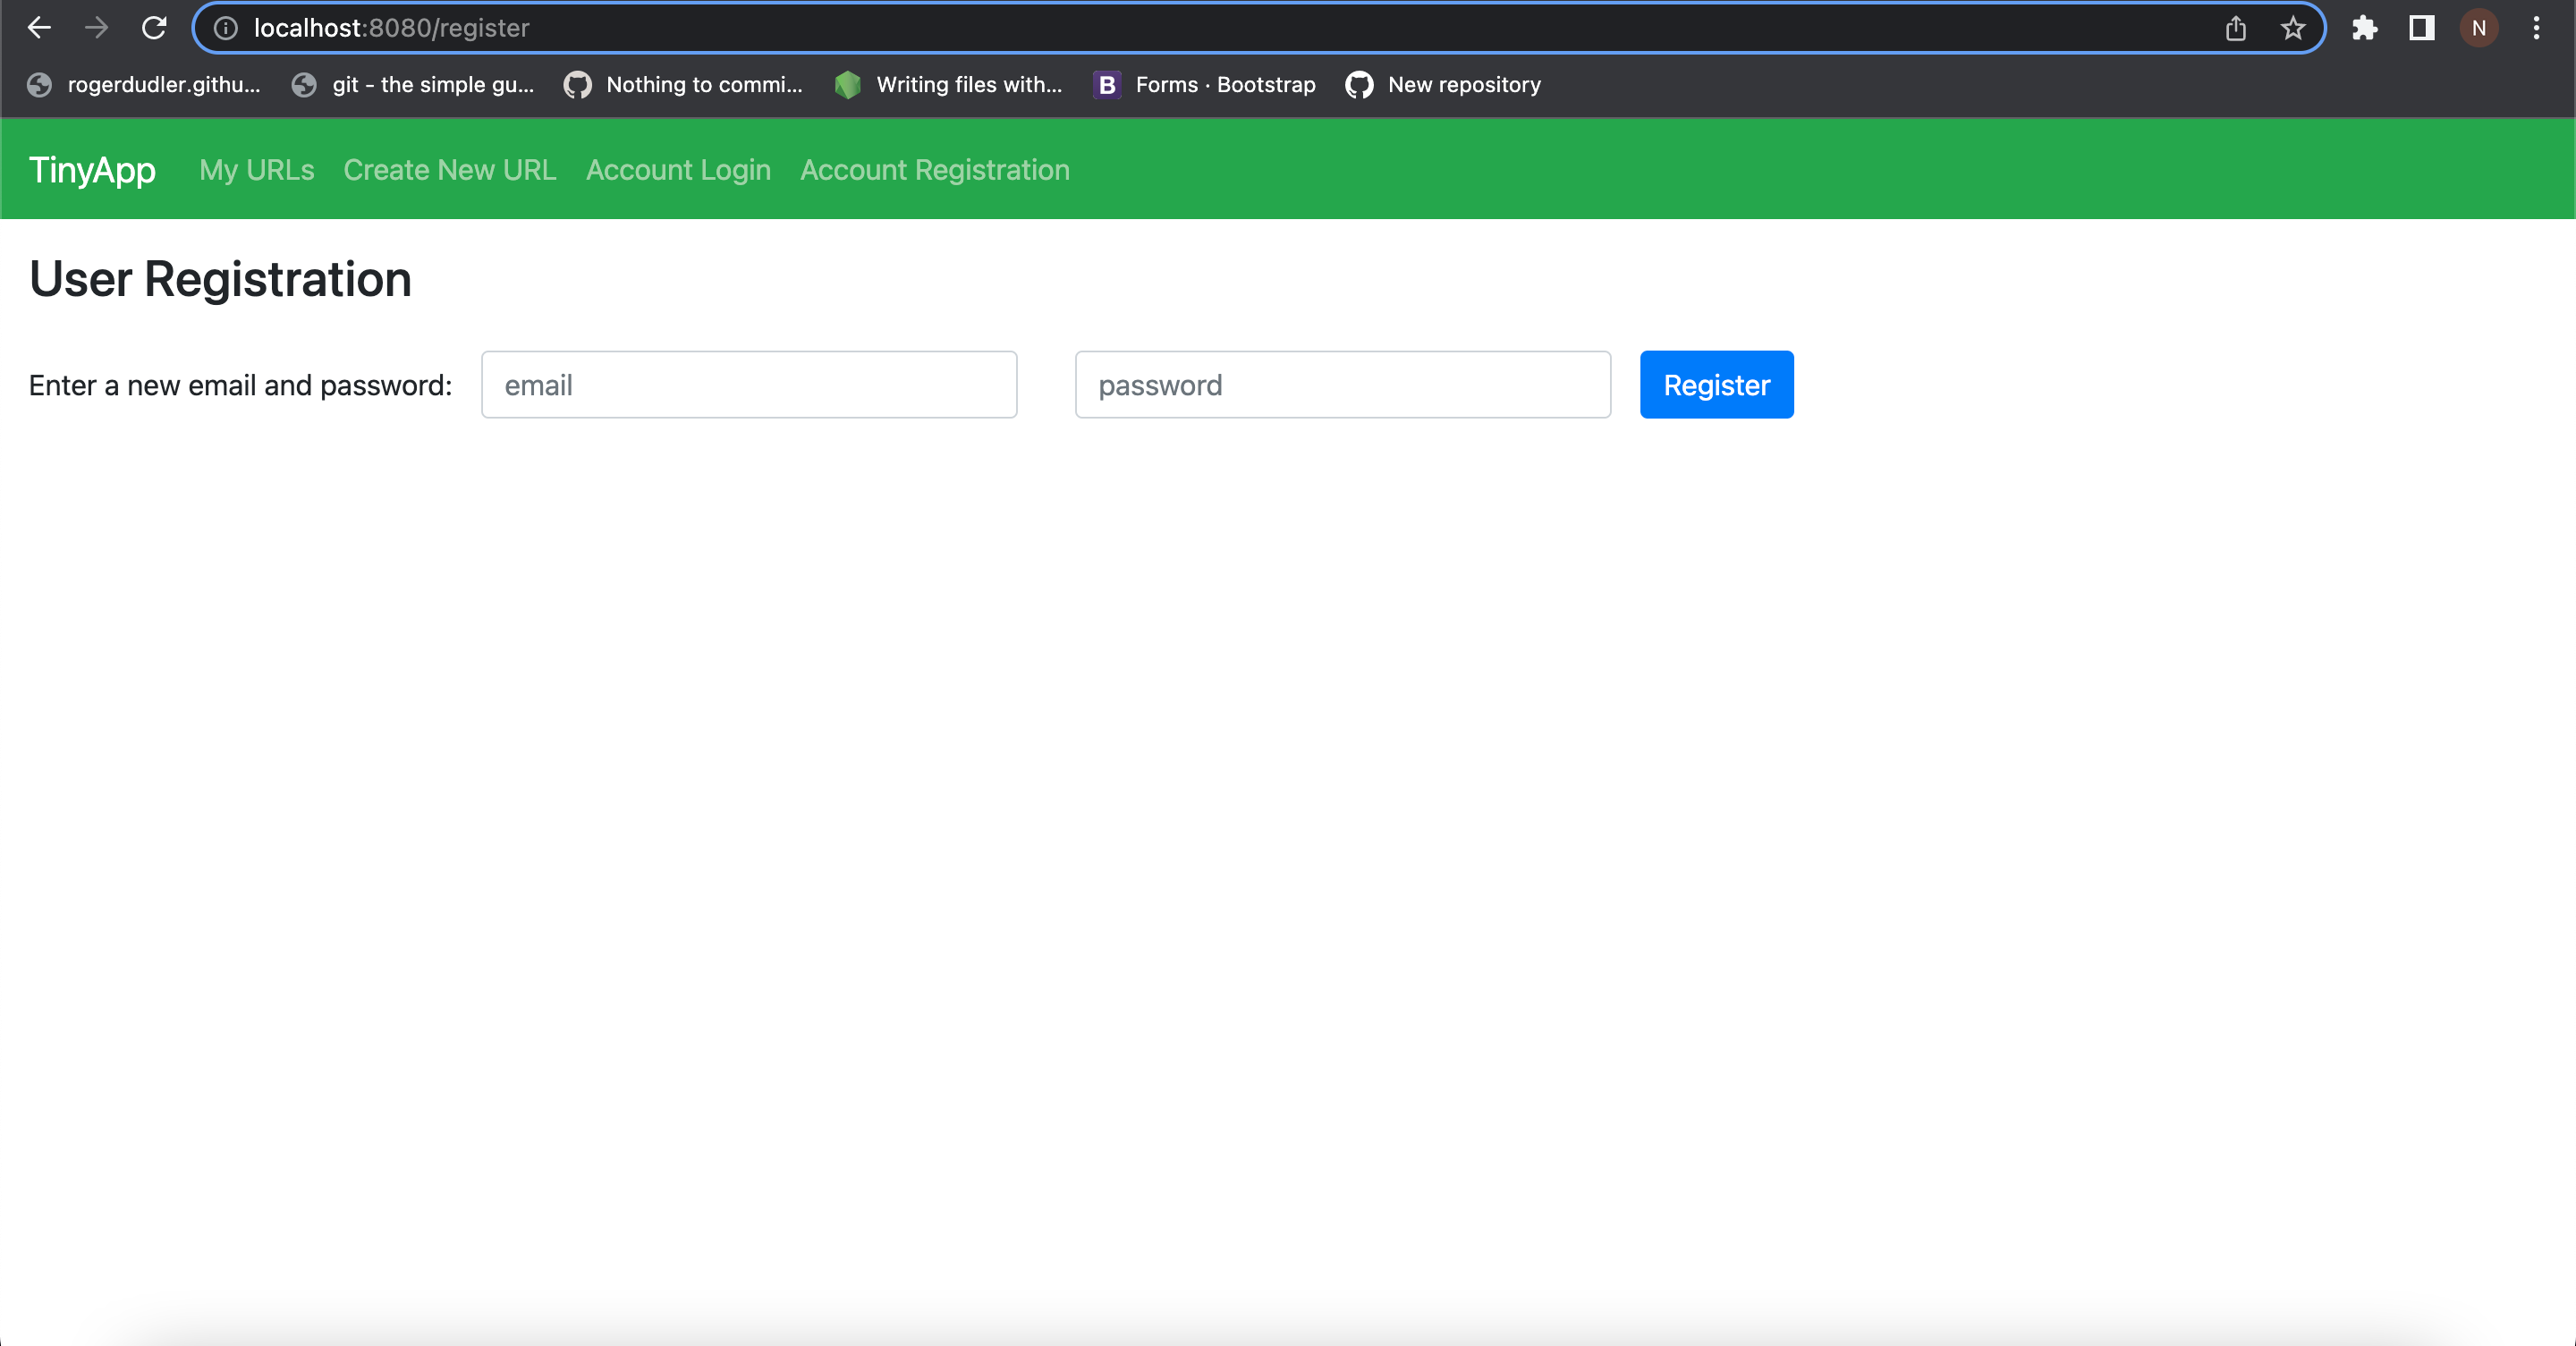 localhost:8080/register
N
rogerdudler.githu... git - the simple gu... Nothing to commi... Writing files with... B Forms · Bootstrap New repository
TinyApp My URLs Create New URL Account Login Account Registration
User Registration
Enter a new email and password: email password Register